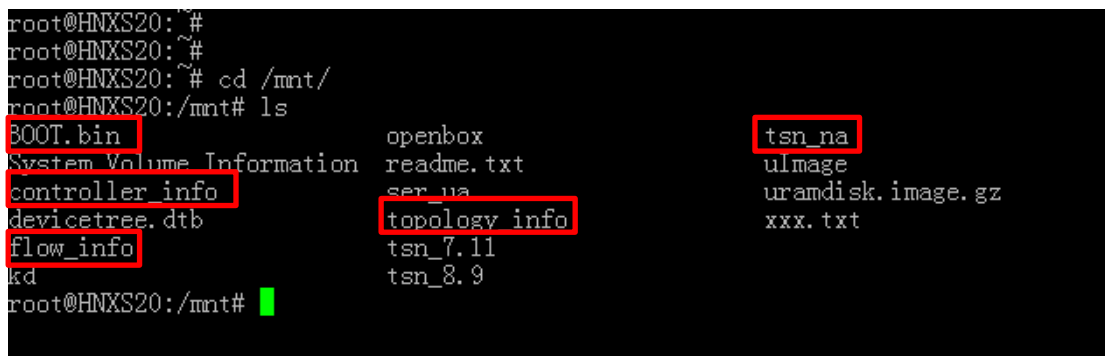 root@HNXS20:~#
root@HNXS20:~#
root@HNXS20:~# cd /mnt/
root@HNXS20:/mnt# ls
BOOT.bin openbox tsn_na
System Volume Information readme.txt uImage
controller_info ser_ua uramdisk.image.gz
devicetree.dtb topology_info xxx.txt
flow_info tsn_7.11
kd tsn_8.9
root@HNXS20:/mnt#